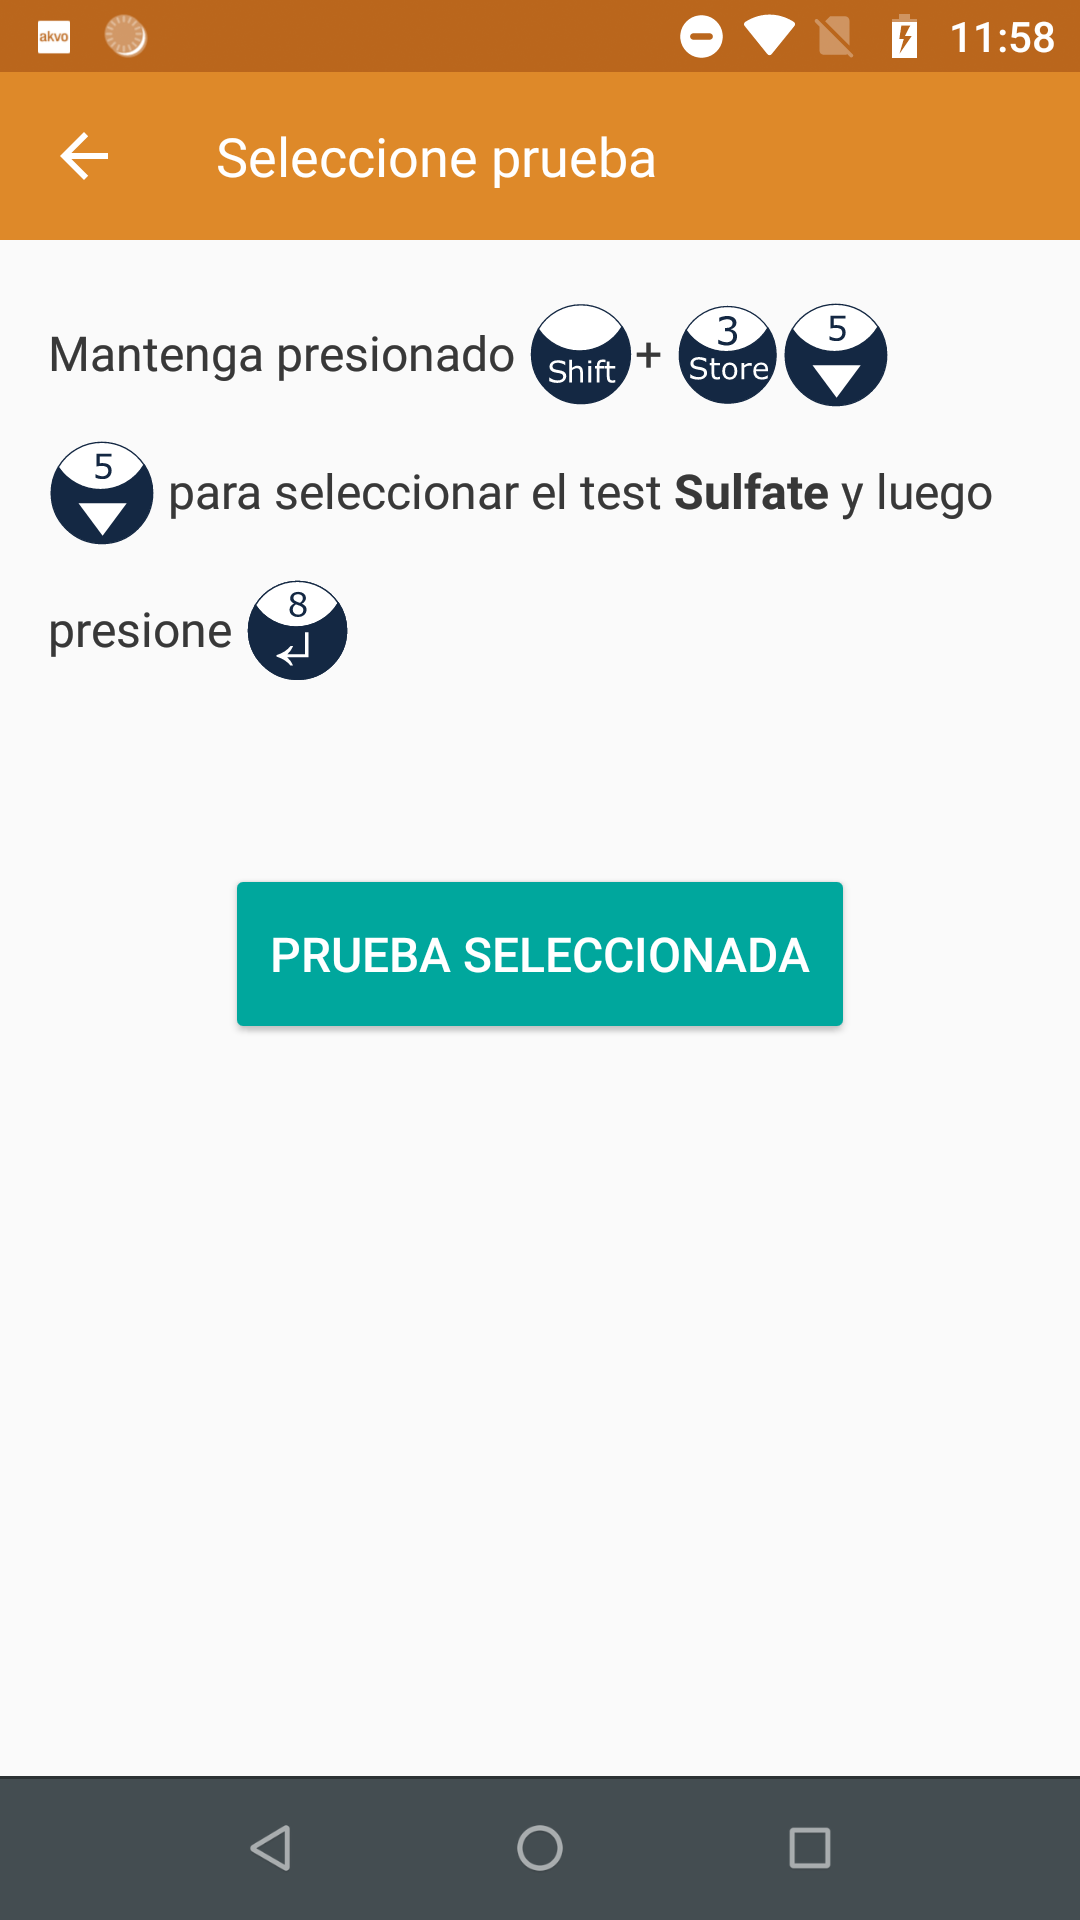 akvo 11:58
Seleccione prueba
Mantenga presionado Shift + 3 Store 5
5 para seleccionar el test Sulfate y luego
presione 8
PRUEBA SELECCIONADA